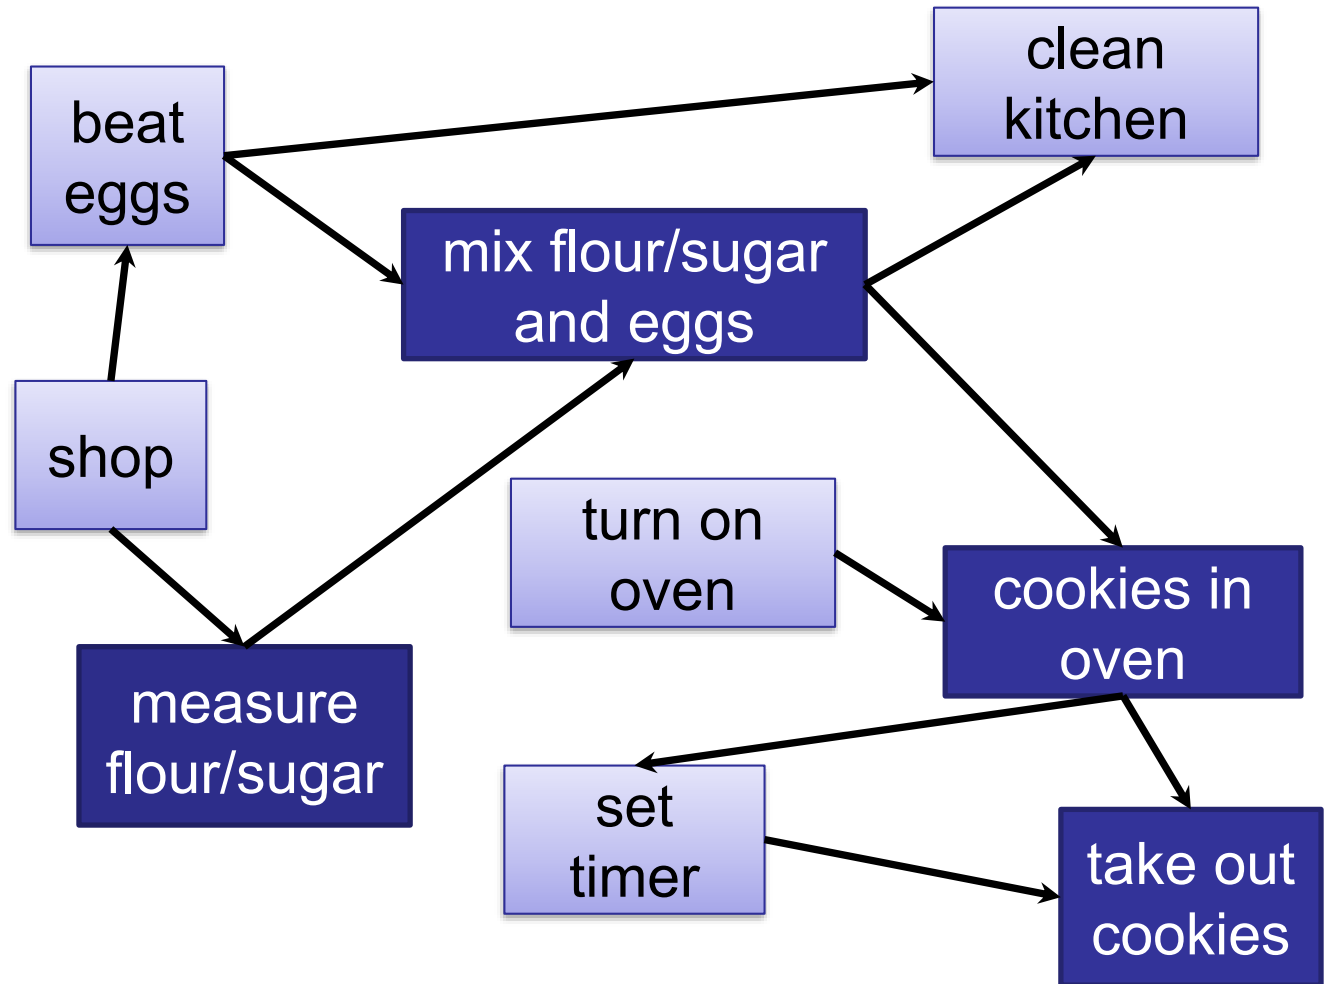 clean
kitchen
beat
eggs
mix flour/sugar
and eggs
shop
turn on
oven
cookies in
oven
measure
flour/sugar
set
timer
take out
cookies